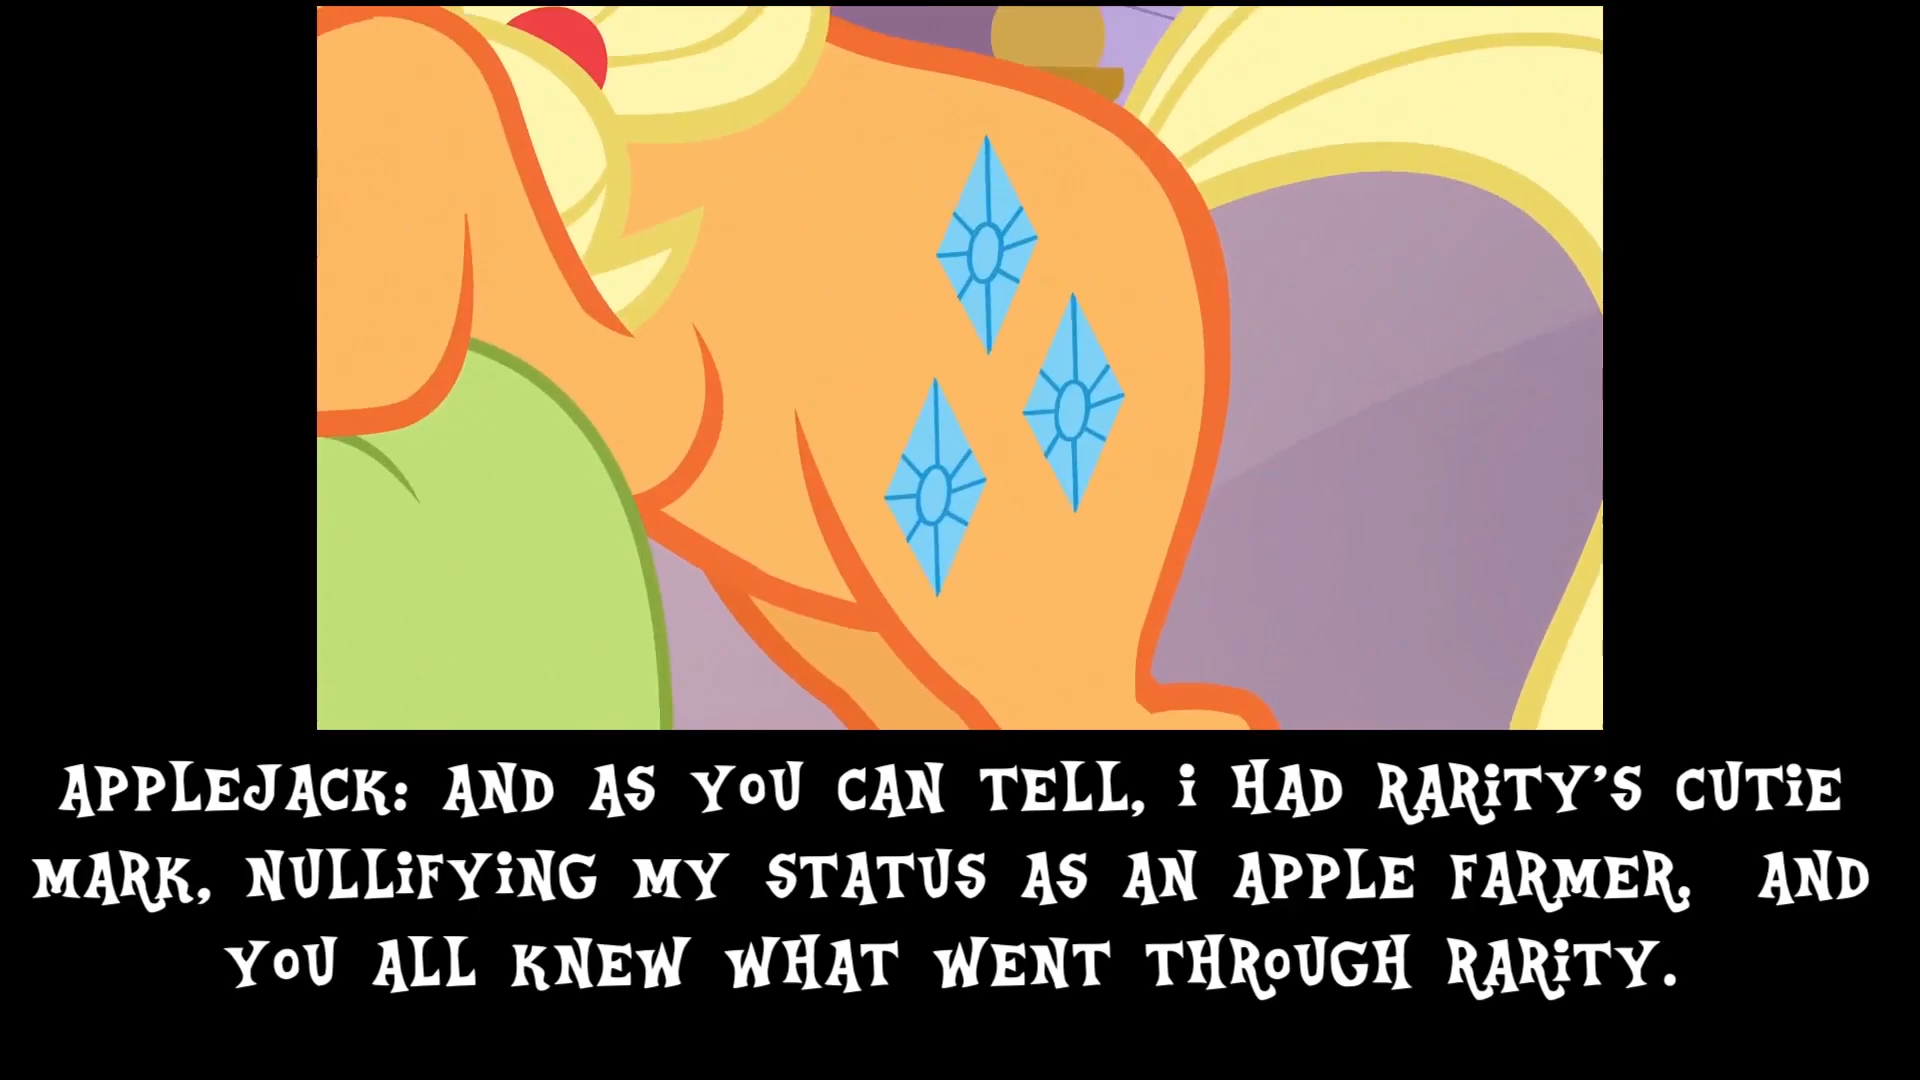 APPLEJACK: AND AS YOU CAN TELL, I HAD RARITY'S CUTIE
MARK, NULLIFYING MY STATUS AS AN APPLE FARMER.  AND
YOU ALL KNEW WHAT WENT THROUGH RARITY.